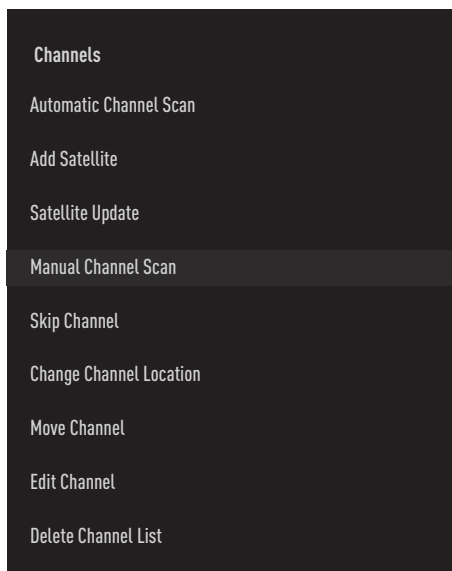 Channels
Automatic Channel Scan
Add Satellite
Satellite Update
Manual Channel Scan
Skip Channel
Change Channel Location
Move Channel
Edit Channel
Delete Channel List